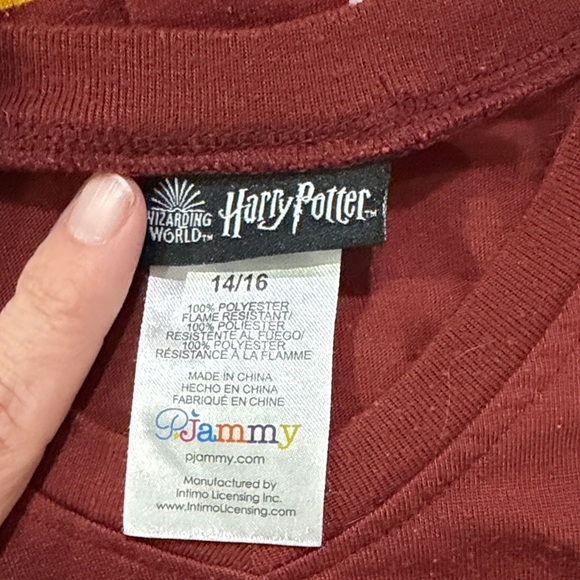 WIZARDING
WORLD™
Harry Potter™
14/16
100% POLYESTER
FLAME RESISTANT/
100% POLIESTER
RESISTENTE AL FUEGO/
100% POLYESTER
RÉSISTANCE À LA FLAMME
MADE IN CHINA
HECHO EN CHINA
FABRIQUÉ EN CHINE
PJammy
pjammy.com
Manufactured by
Intimo Licensing Inc.
www.IntimoLicensing.com